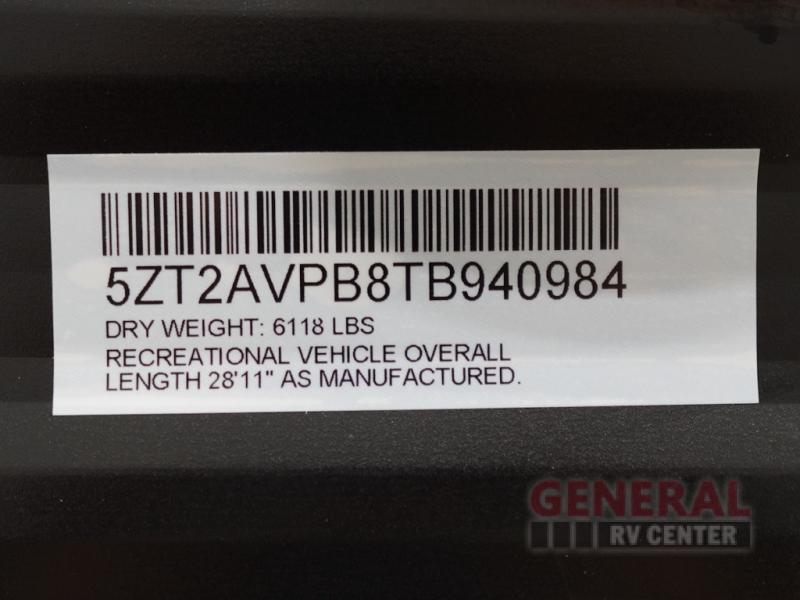 5ZT2AVPB8TB940984
DRY WEIGHT: 6118 LBS
RECREATIONAL VEHICLE OVERALL
LENGTH 28'11" AS MANUFACTURED.
GENERAL
RV CENTER